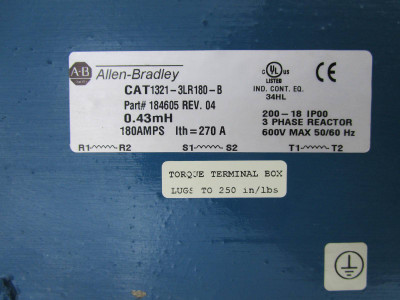 A-B Allen-Bradley
CAT1321-3LR180-B
Part# 184605 REV. 04
0.43mH
180AMPS Ith=270 A
R1 R2 S1 S2 T1 T2
UL US
LISTED
IND. CONT. EQ.
34HL
200-18 IP00
3 PHASE REACTOR
600V MAX 50/60 Hz
TORQUE TERMINAL BOX
LUGS TO 250 in/lbs